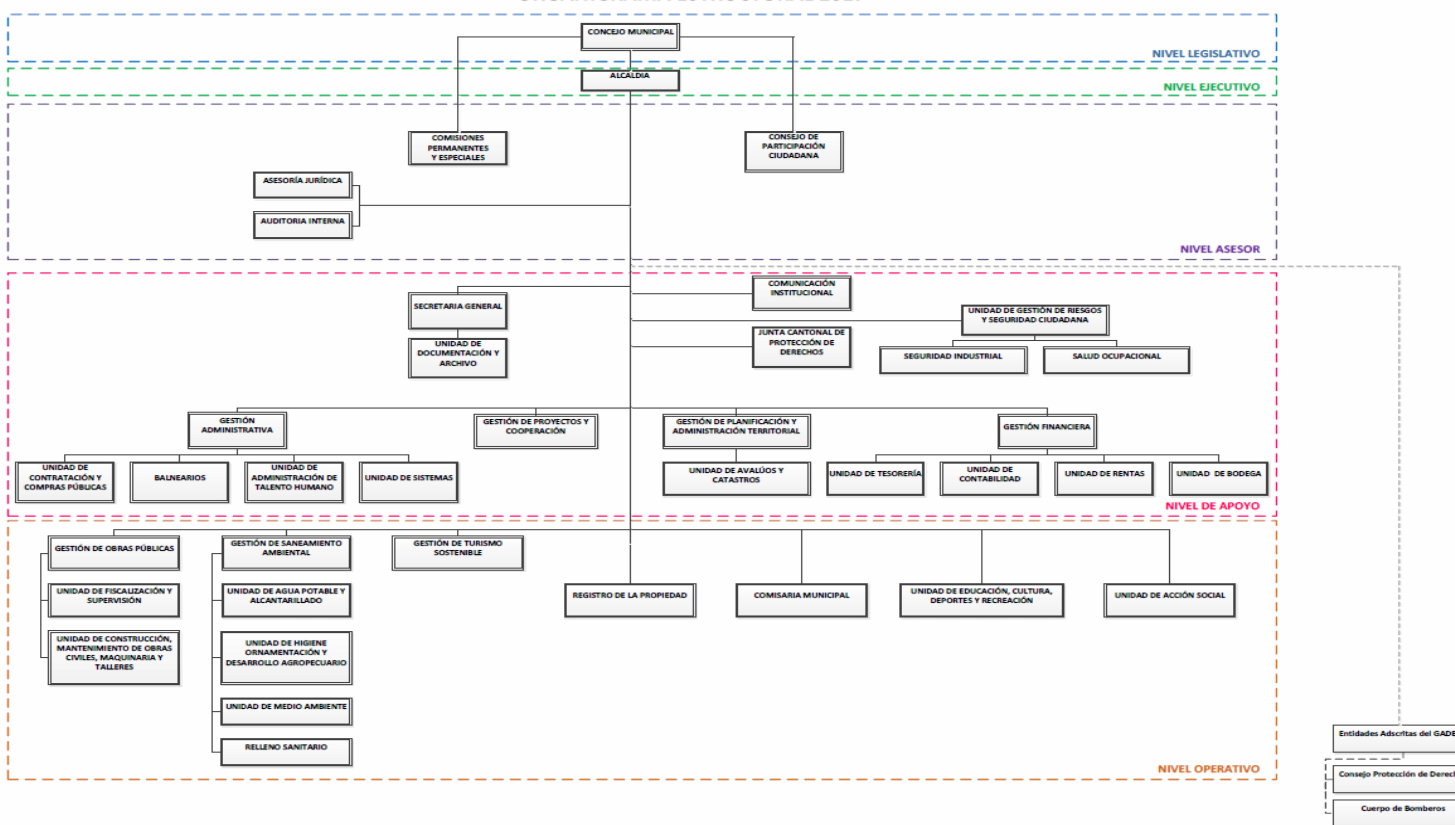 CONCEJO MUNICIPAL
NIVEL LEGISLATIVO
ALCALDIA
NIVEL EJECUTIVO
COMISIONES
PERMANENTES
Y ESPECIALES
CONSEJO DE
PARTICIPACIÓN
CIUDADANA
ASESORÍA JURÍDICA
AUDITORIA INTERNA
NIVEL ASESOR
SECRETARIA GENERAL
UNIDAD DE
DOCUMENTACIÓN Y
ARCHIVO
COMUNICACIÓN
INSTITUCIONAL
JUNTA CANTONAL DE
PROTECCIÓN DE
DERECHOS
UNIDAD DE GESTIÓN DE RIESGOS
Y SEGURIDAD CIUDADANA
SEGURIDAD INDUSTRIAL
SALUD OCUPACIONAL
GESTIÓN
ADMINISTRATIVA
GESTIÓN DE PROYECTOS Y
COOPERACIÓN
GESTIÓN DE PLANIFICACIÓN Y
ADMINISTRACIÓN TERRITORIAL
GESTIÓN FINANCIERA
UNIDAD DE
CONTRATACIÓN Y
COMPRAS PÚBLICAS
BALNEARIOS
UNIDAD DE
ADMINISTRACIÓN DE
TALENTO HUMANO
UNIDAD DE SISTEMAS
UNIDAD DE AVALÚOS Y
CATASTROS
UNIDAD DE TESORERÍA
UNIDAD DE
CONTABILIDAD
UNIDAD DE RENTAS
UNIDAD DE BODEGA
NIVEL DE APOYO
GESTIÓN DE OBRAS PÚBLICAS
UNIDAD DE FISCALIZACIÓN Y
SUPERVISIÓN
UNIDAD DE CONSTRUCCIÓN,
MANTENIMIENTO DE OBRAS
CIVILES, MAQUINARIA Y
TALLERES
GESTIÓN DE SANEAMIENTO
AMBIENTAL
UNIDAD DE AGUA POTABLE Y
ALCANTARILLADO
UNIDAD DE HIGIENE
ORNAMENTACIÓN Y
DESARROLLO AGROPECUARIO
UNIDAD DE MEDIO AMBIENTE
RELLENO SANITARIO
GESTIÓN DE TURISMO
SOSTENIBLE
REGISTRO DE LA PROPIEDAD
COMISARIA MUNICIPAL
UNIDAD DE EDUCACIÓN, CULTURA,
DEPORTES Y RECREACIÓN
UNIDAD DE ACCIÓN SOCIAL
NIVEL OPERATIVO
Entidades Adscritas del
Consejo Protección de
Cuerpo de Bomberos